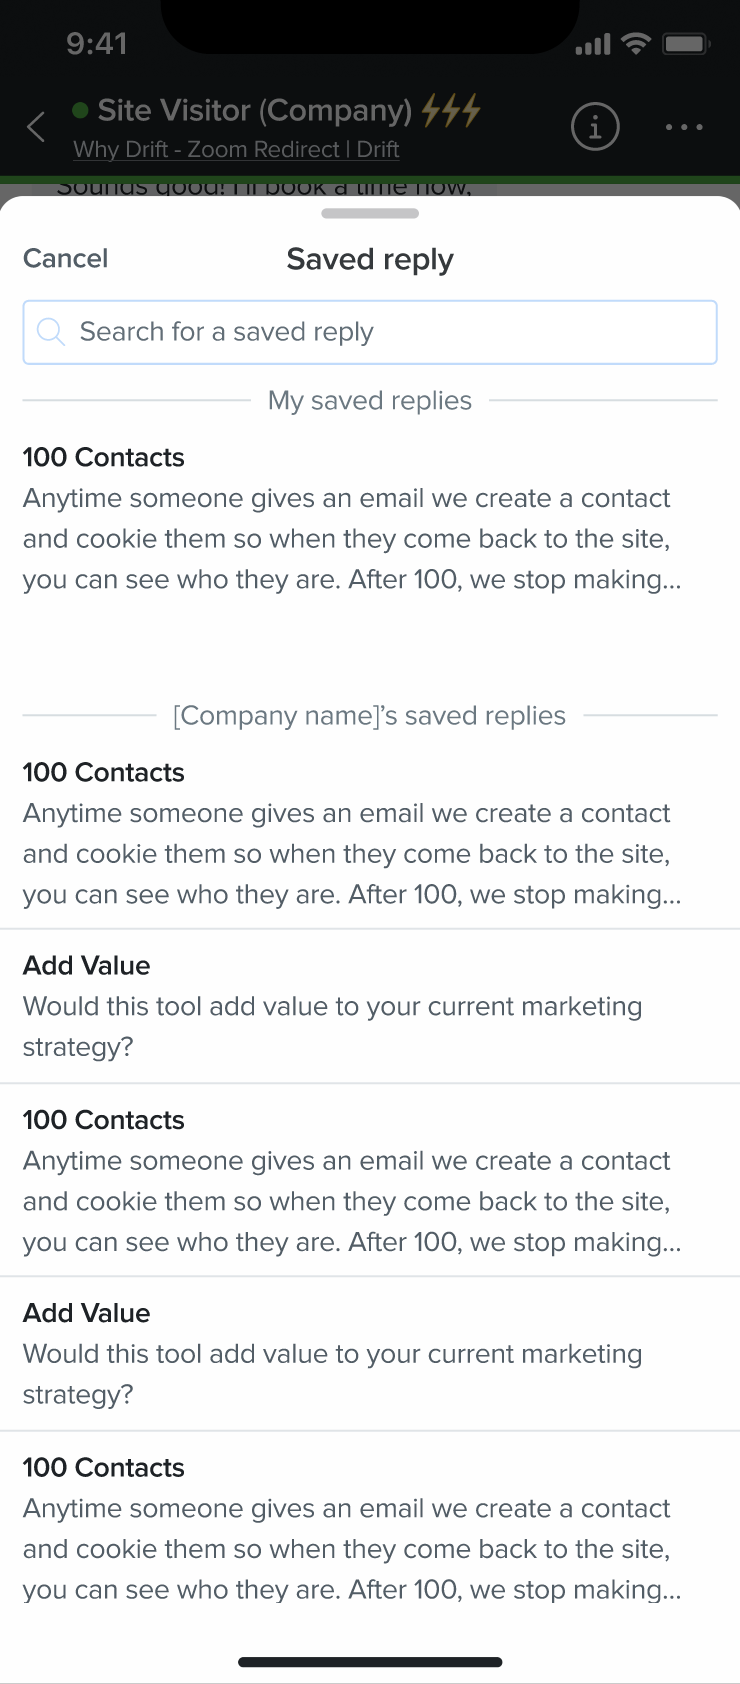 9:41
Site Visitor (Company) ⚡⚡⚡
Why Drift - Zoom Redirect | Drift
Sounds good! I'll book a time now,
Cancel
Saved reply
Search for a saved reply
My saved replies
100 Contacts
Anytime someone gives an email we create a contact
and cookie them so when they come back to the site,
you can see who they are. After 100, we stop making...
[Company name]’s saved replies
100 Contacts
Anytime someone gives an email we create a contact
and cookie them so when they come back to the site,
you can see who they are. After 100, we stop making...
Add Value
Would this tool add value to your current marketing
strategy?
100 Contacts
Anytime someone gives an email we create a contact
and cookie them so when they come back to the site,
you can see who they are. After 100, we stop making...
Add Value
Would this tool add value to your current marketing
strategy?
100 Contacts
Anytime someone gives an email we create a contact
and cookie them so when they come back to the site,
you can see who they are. After 100, we stop making...